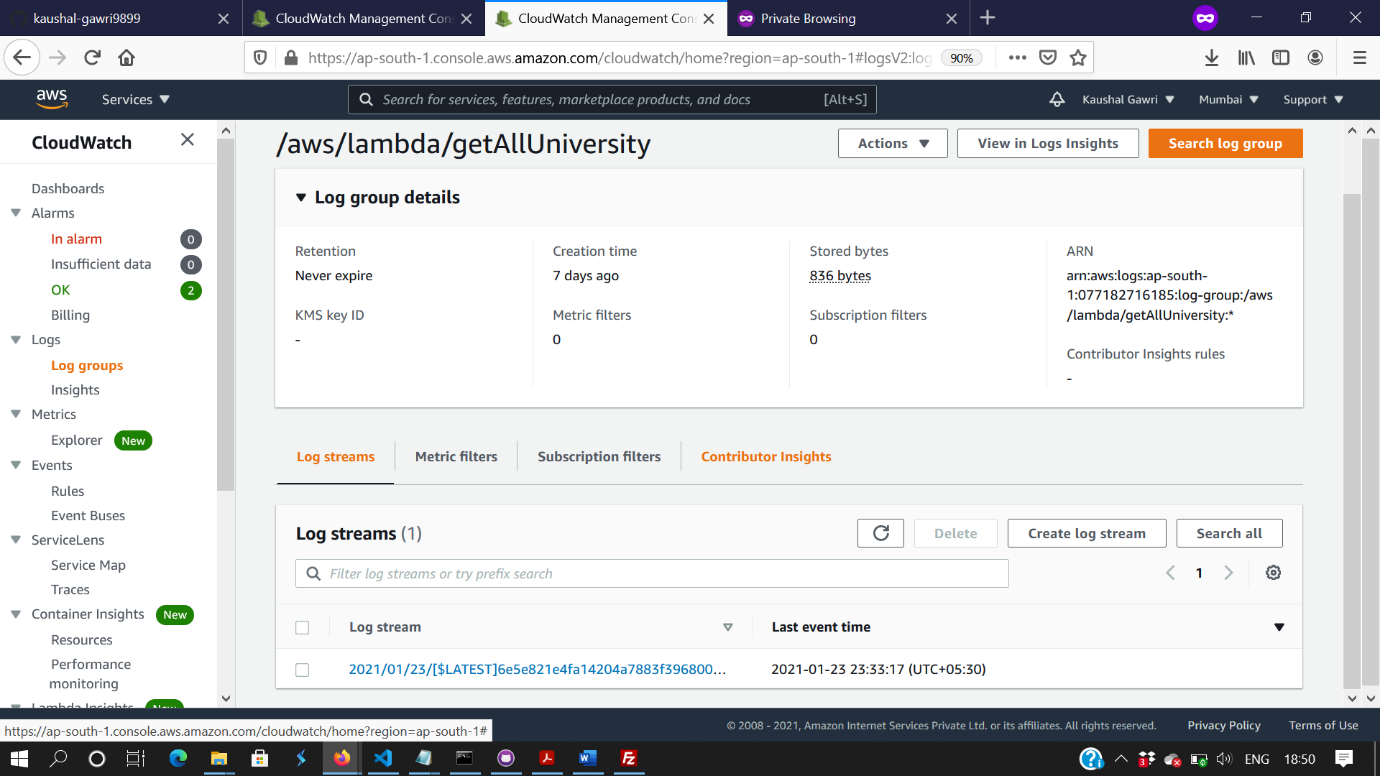 kaushal-gawri9899
CloudWatch Management Con
CloudWatch Management Con
Private Browsing
https://ap-south-1.console.aws.amazon.com/cloudwatch/home?region=ap-south-1#logsV2:log
90%
aws
Services
Search for services, features, marketplace products, and docs
[Alt+S]
Kaushal Gawri
Mumbai
Support
CloudWatch
Dashboards
Alarms
In alarm 0
Insufficient data 0
OK 2
Billing
Logs
Log groups
Insights
Metrics
Explorer New
Events
Rules
Event Buses
ServiceLens
Service Map
Traces
Container Insights New
Resources
Performance
monitoring
Lambda Insights New
/aws/lambda/getAllUniversity
Actions
View in Logs Insights
Search log group
Log group details
Retention
Never expire
KMS key ID
-
Creation time
7 days ago
Metric filters
0
Stored bytes
836 bytes
Subscription filters
0
ARN
arn:aws:logs:ap-south-
1:077182716185:log-group:/aws
/lambda/getAllUniversity:*
Contributor Insights rules
-
Log streams
Metric filters
Subscription filters
Contributor Insights
Log streams (1)
Delete
Create log stream
Search all
Filter log streams or try prefix search
1
Log stream
Last event time
2021/01/23/[$LATEST]6e5e821e4fa14204a7883f396800...
2021-01-23 23:33:17 (UTC+05:30)
https://ap-south-1.console.aws.amazon.com/cloudwatch/home?region=ap-south-1#
© 2008 - 2021, Amazon Internet Services Private Ltd. or its affiliates. All rights reserved.
Privacy Policy
Terms of Use
3
ENG
18:50